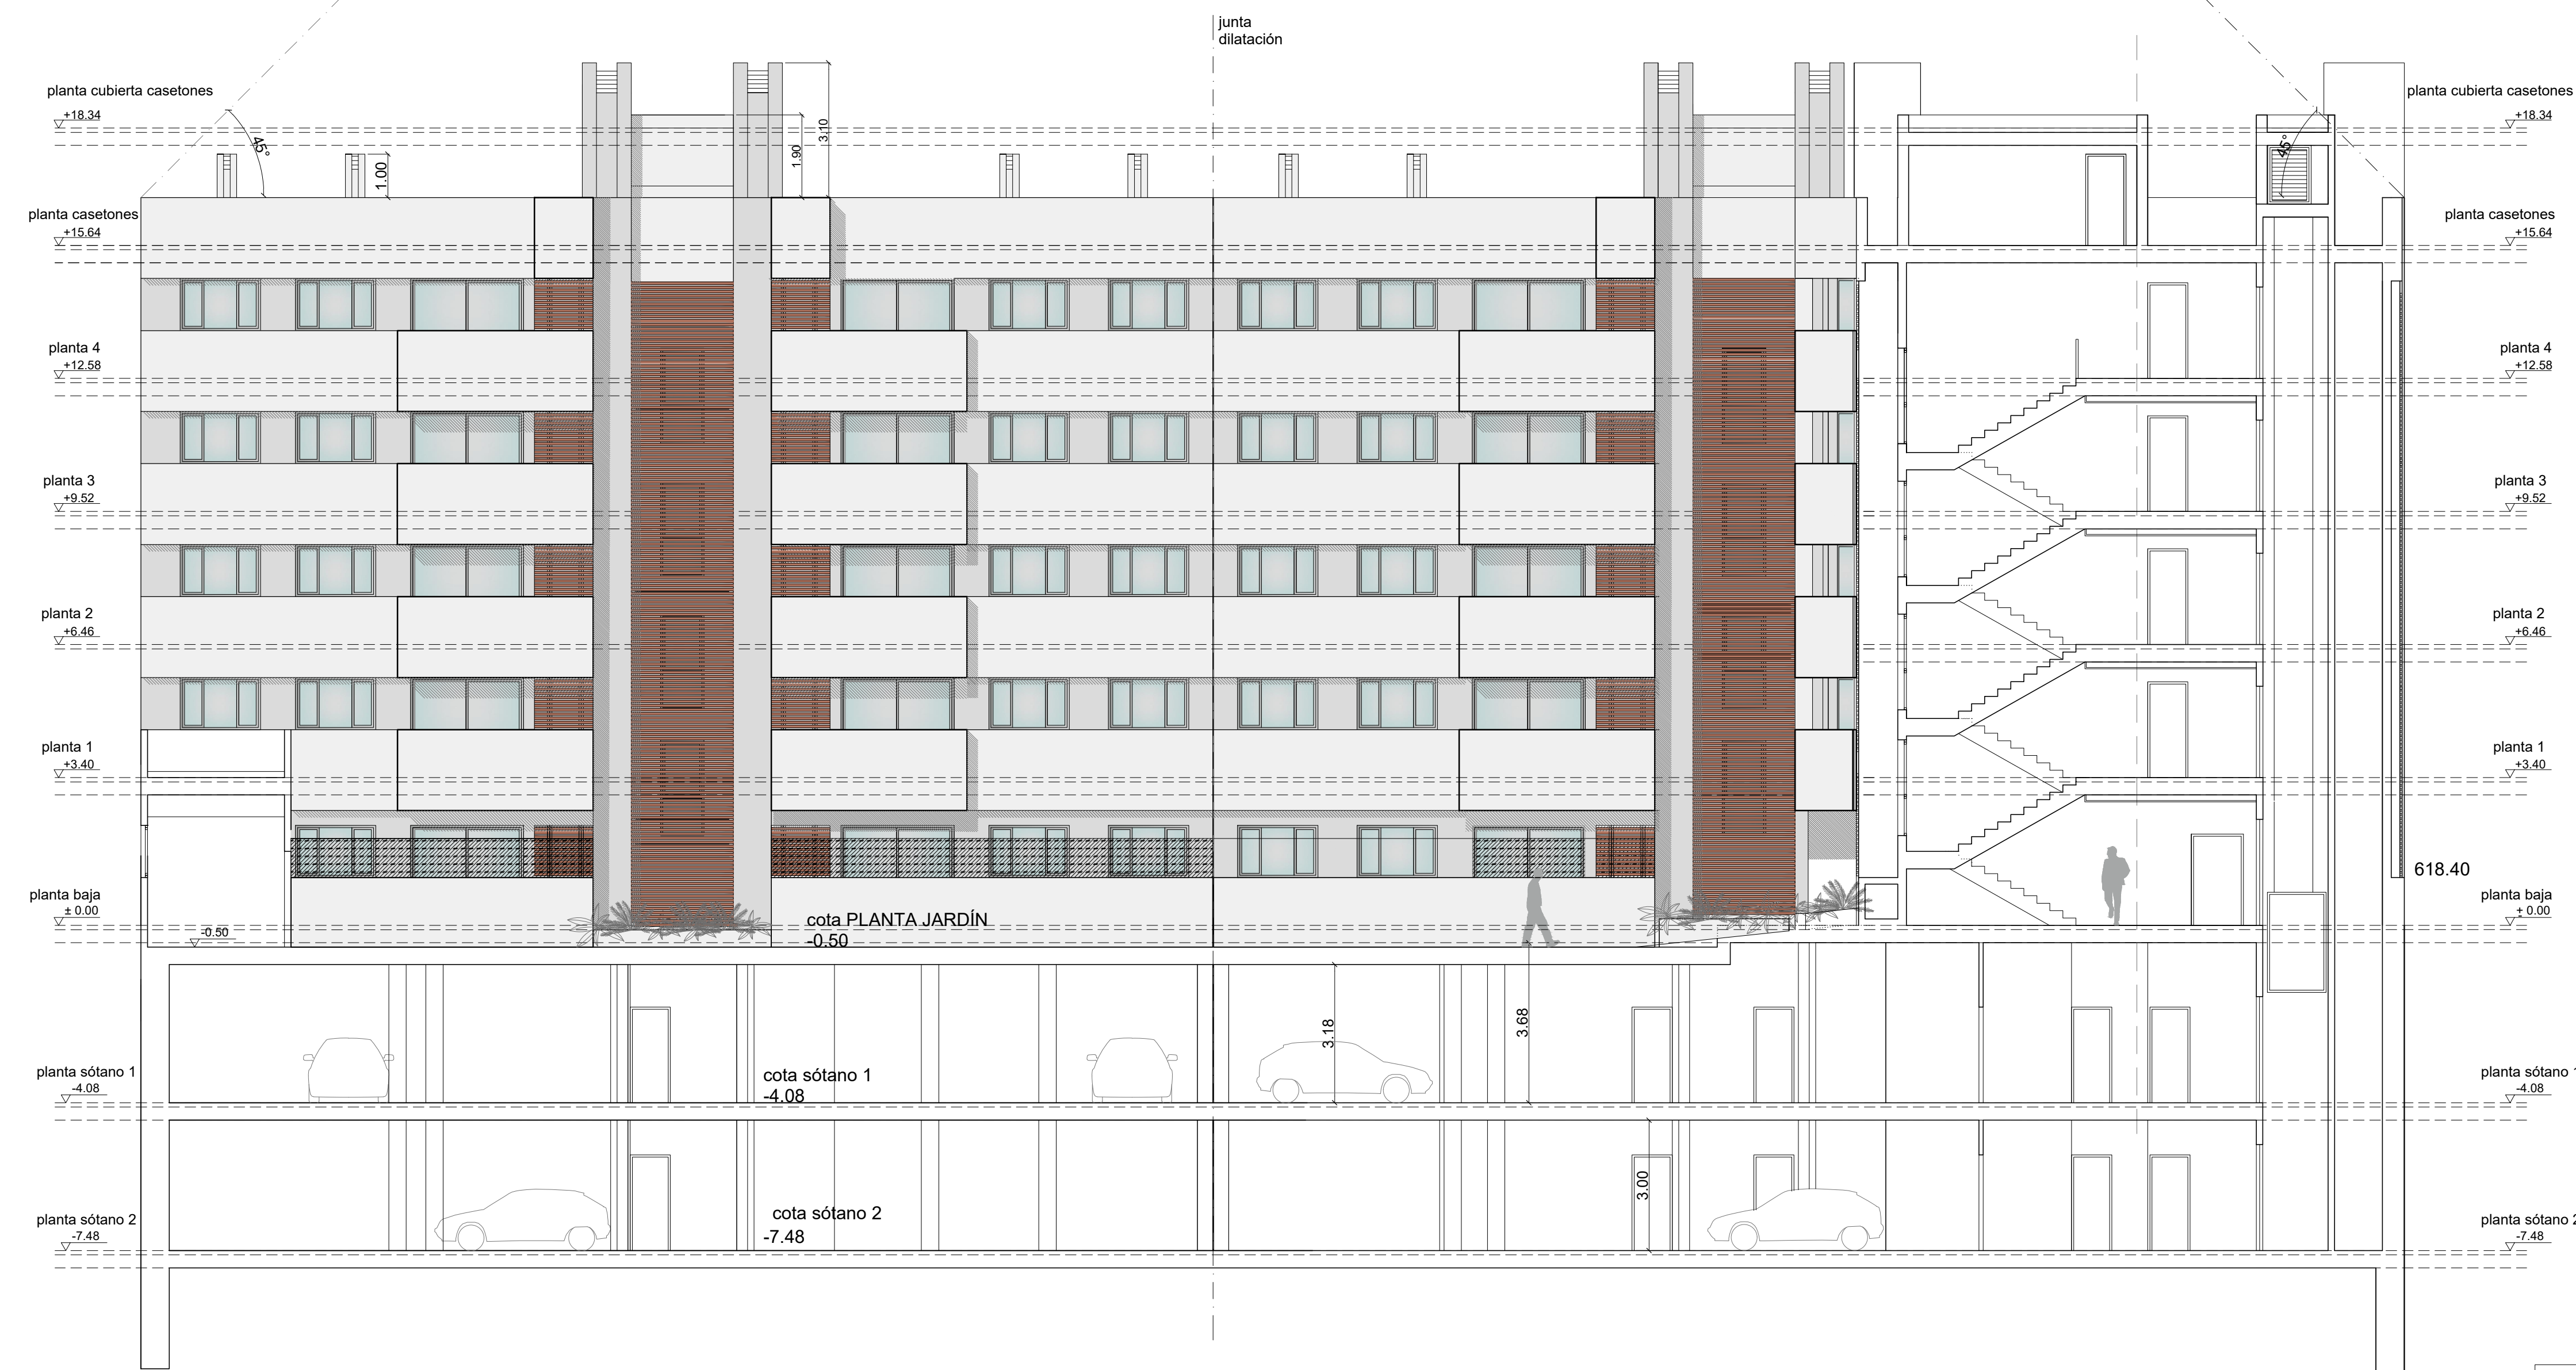 junta
dilatación
planta cubierta casetones
+18.34
planta cubierta casetones
+18.34
45°
1.00
1.90
3.10
45°
planta casetones
+15.64
planta casetones
+15.64
planta 4
+12.58
planta 4
+12.58
planta 3
+9.52
planta 3
+9.52
planta 2
+6.46
planta 2
+6.46
planta 1
+3.40
planta 1
+3.40
618.40
planta baja
± 0.00
planta baja
± 0.00
-0.50
cota PLANTA JARDÍN
-0.50
3.18
3.68
planta sótano 1
-4.08
cota sótano 1
-4.08
planta sótano 1
-4.08
3.00
planta sótano 2
-7.48
cota sótano 2
-7.48
planta sótano 2
-7.48